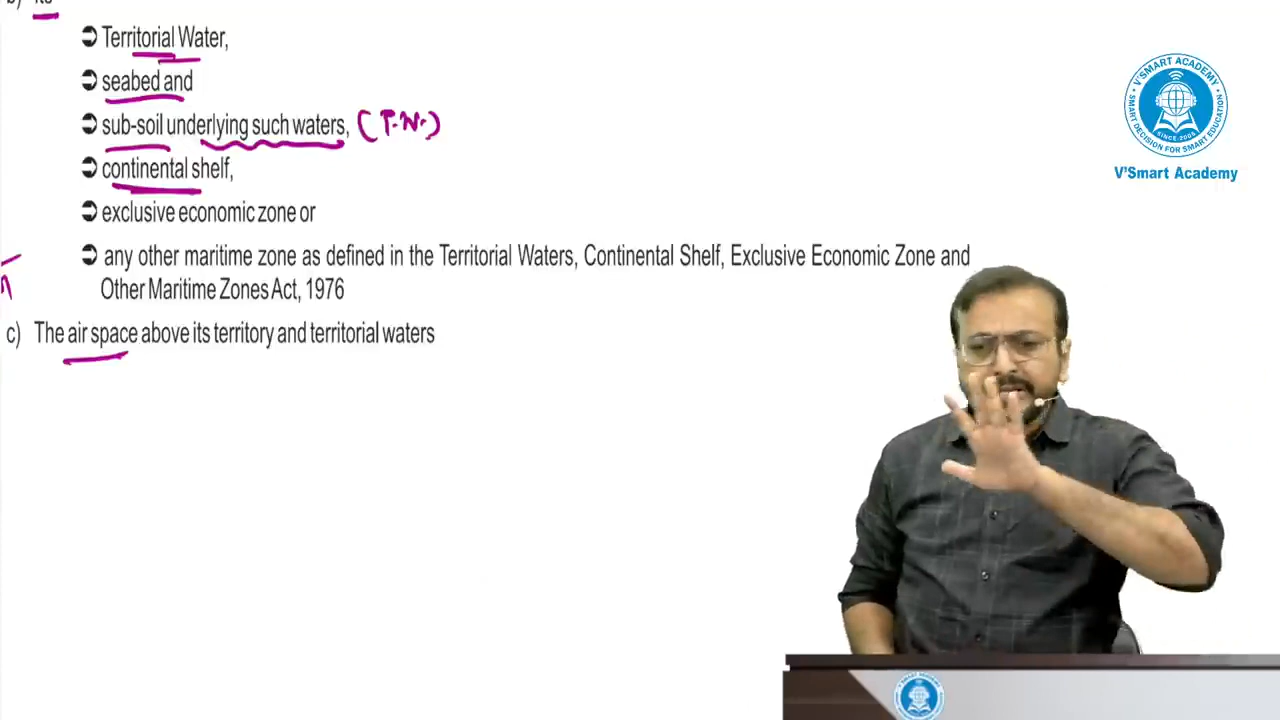 b) Its
➲ Territorial Water,
➲ seabed and
➲ sub-soil underlying such waters, (T.W.)
➲ continental shelf,
➲ exclusive economic zone or
➲ any other maritime zone as defined in the Territorial Waters, Continental Shelf, Exclusive Economic Zone and
Other Maritime Zones Act, 1976
c) The air space above its territory and territorial waters
V'SMART ACADEMY
SMART DECISION FOR SMART EDUCATION
SINCE-2008
V'Smart Academy